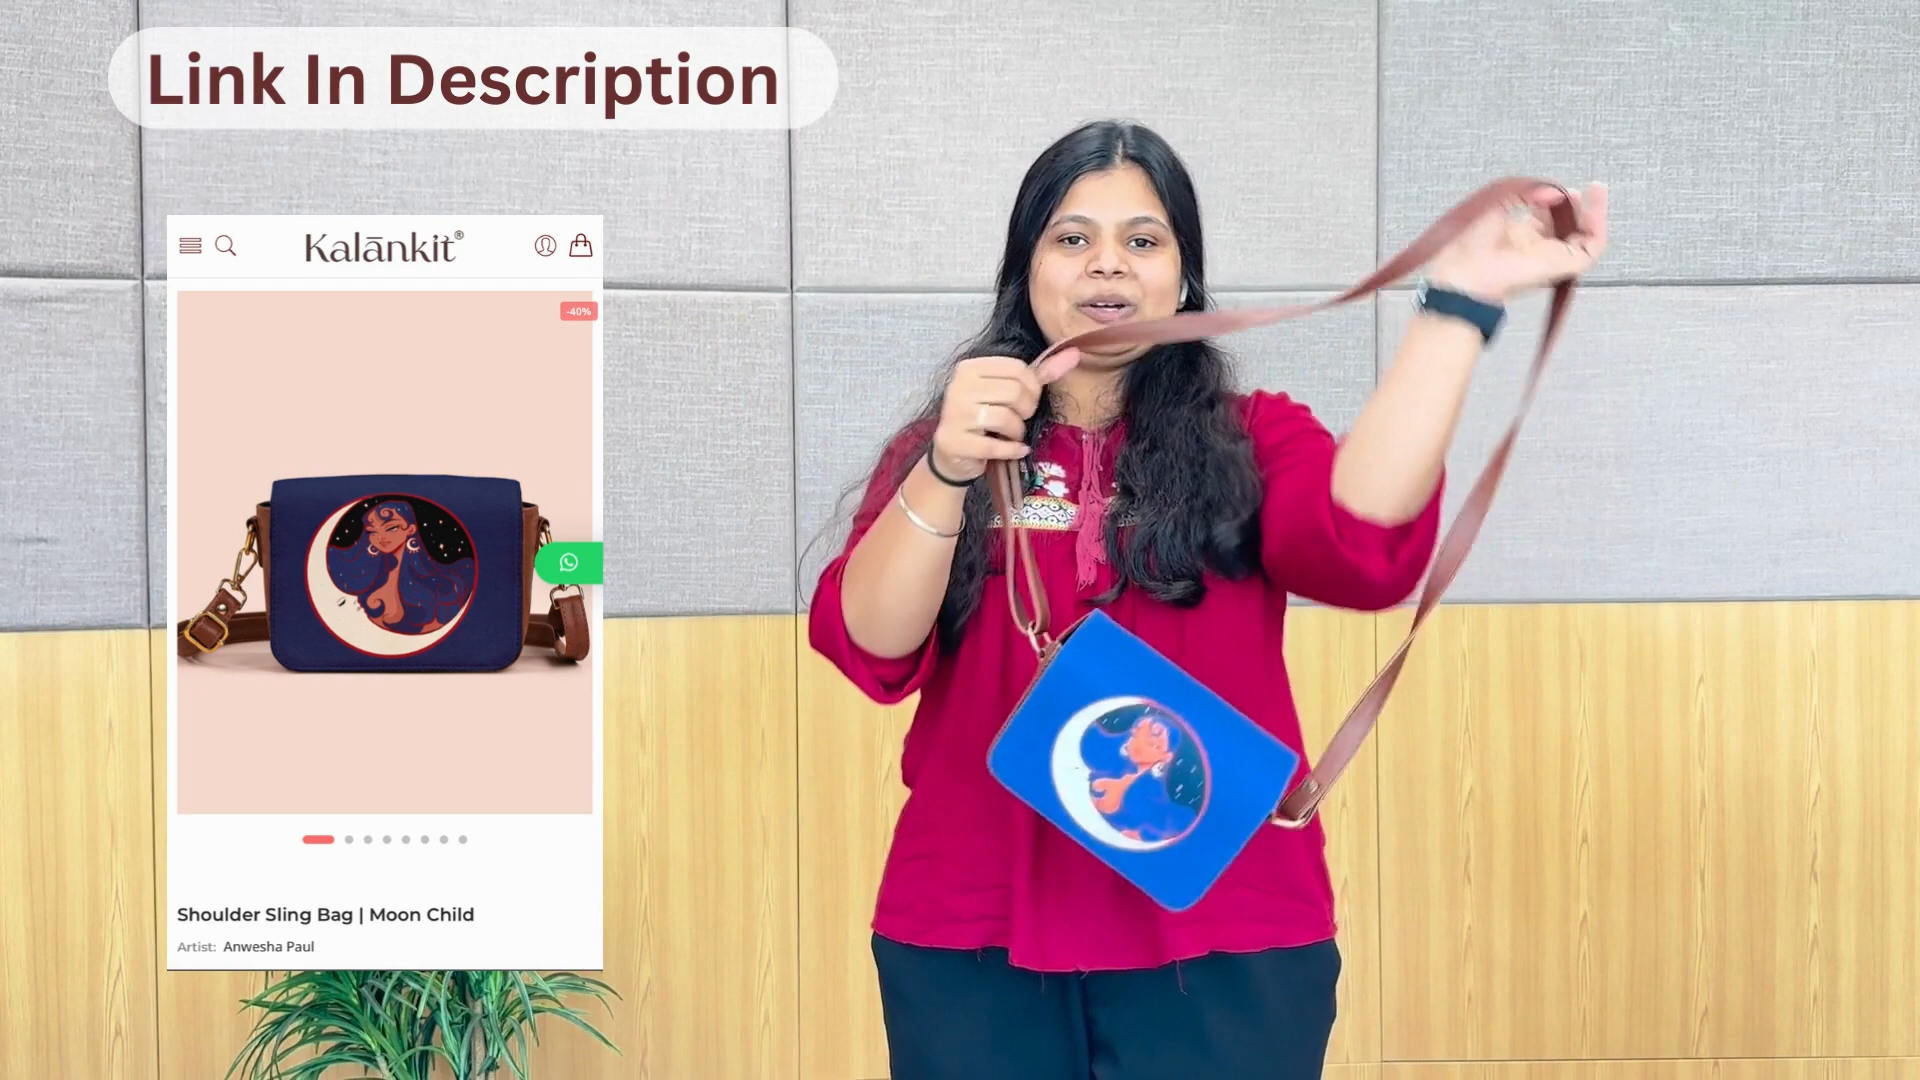 Link In Description
Kalānkit®
-40%
Shoulder Sling Bag | Moon Child
Artist: Anwesha Paul